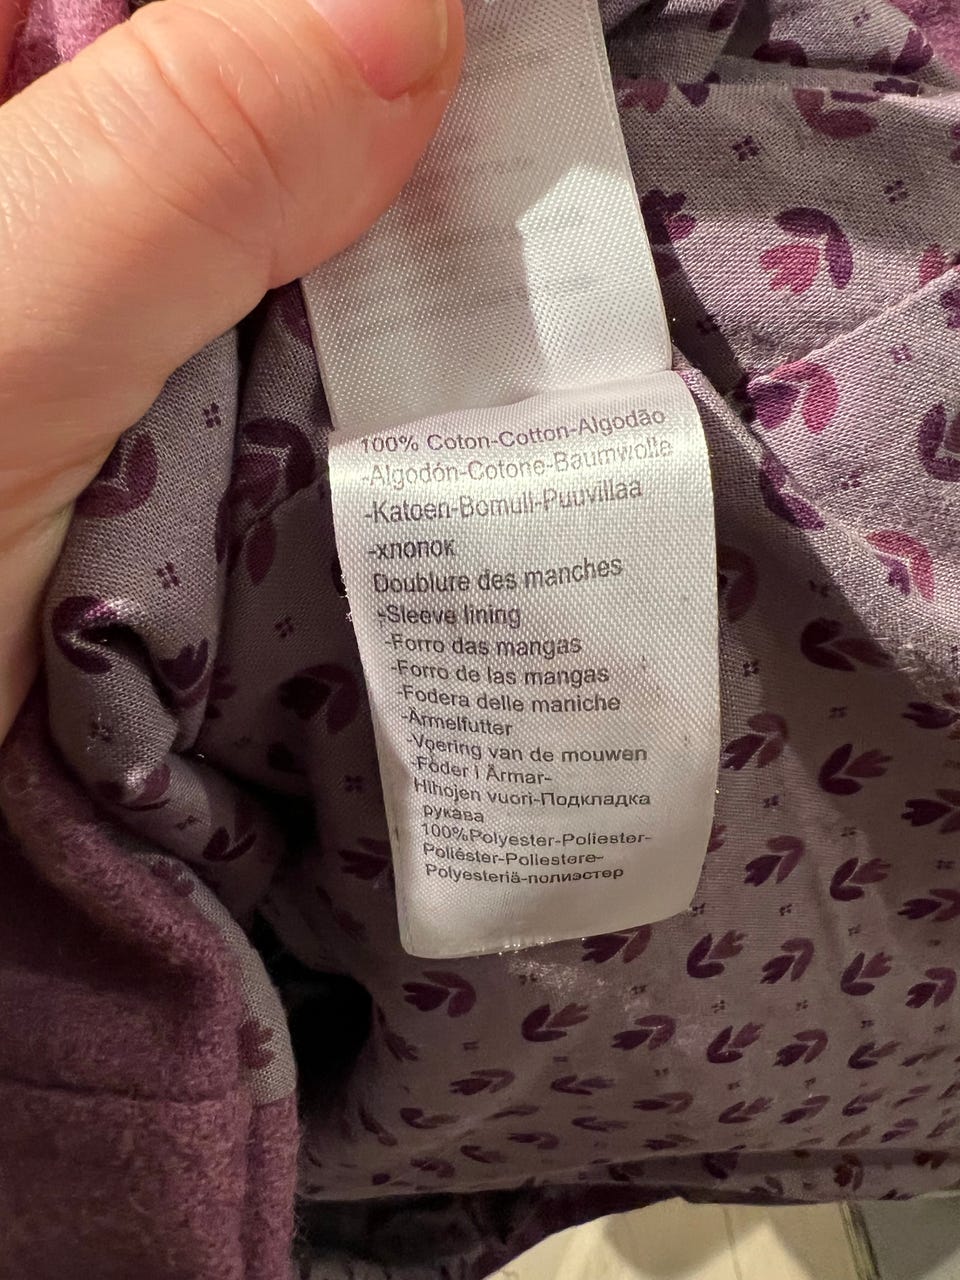 100% Coton-Cotton-Algodão
-Algodón-Cotone-Baumwolle
-Katoen-Bomull-Puuvillaa
-хлопок
Doublure des manches
-Sleeve lining
-Forro das mangas
-Forro de las mangas
-Fodera delle maniche
-Ärmelfutter
-Voering van de mouwen
-Foder i Ärmar-
Hihojen vuori-Подкладка
рукава
100%Polyester-Poliester-
Poliéster-Poliestere-
Polyesteriä-полиэстер